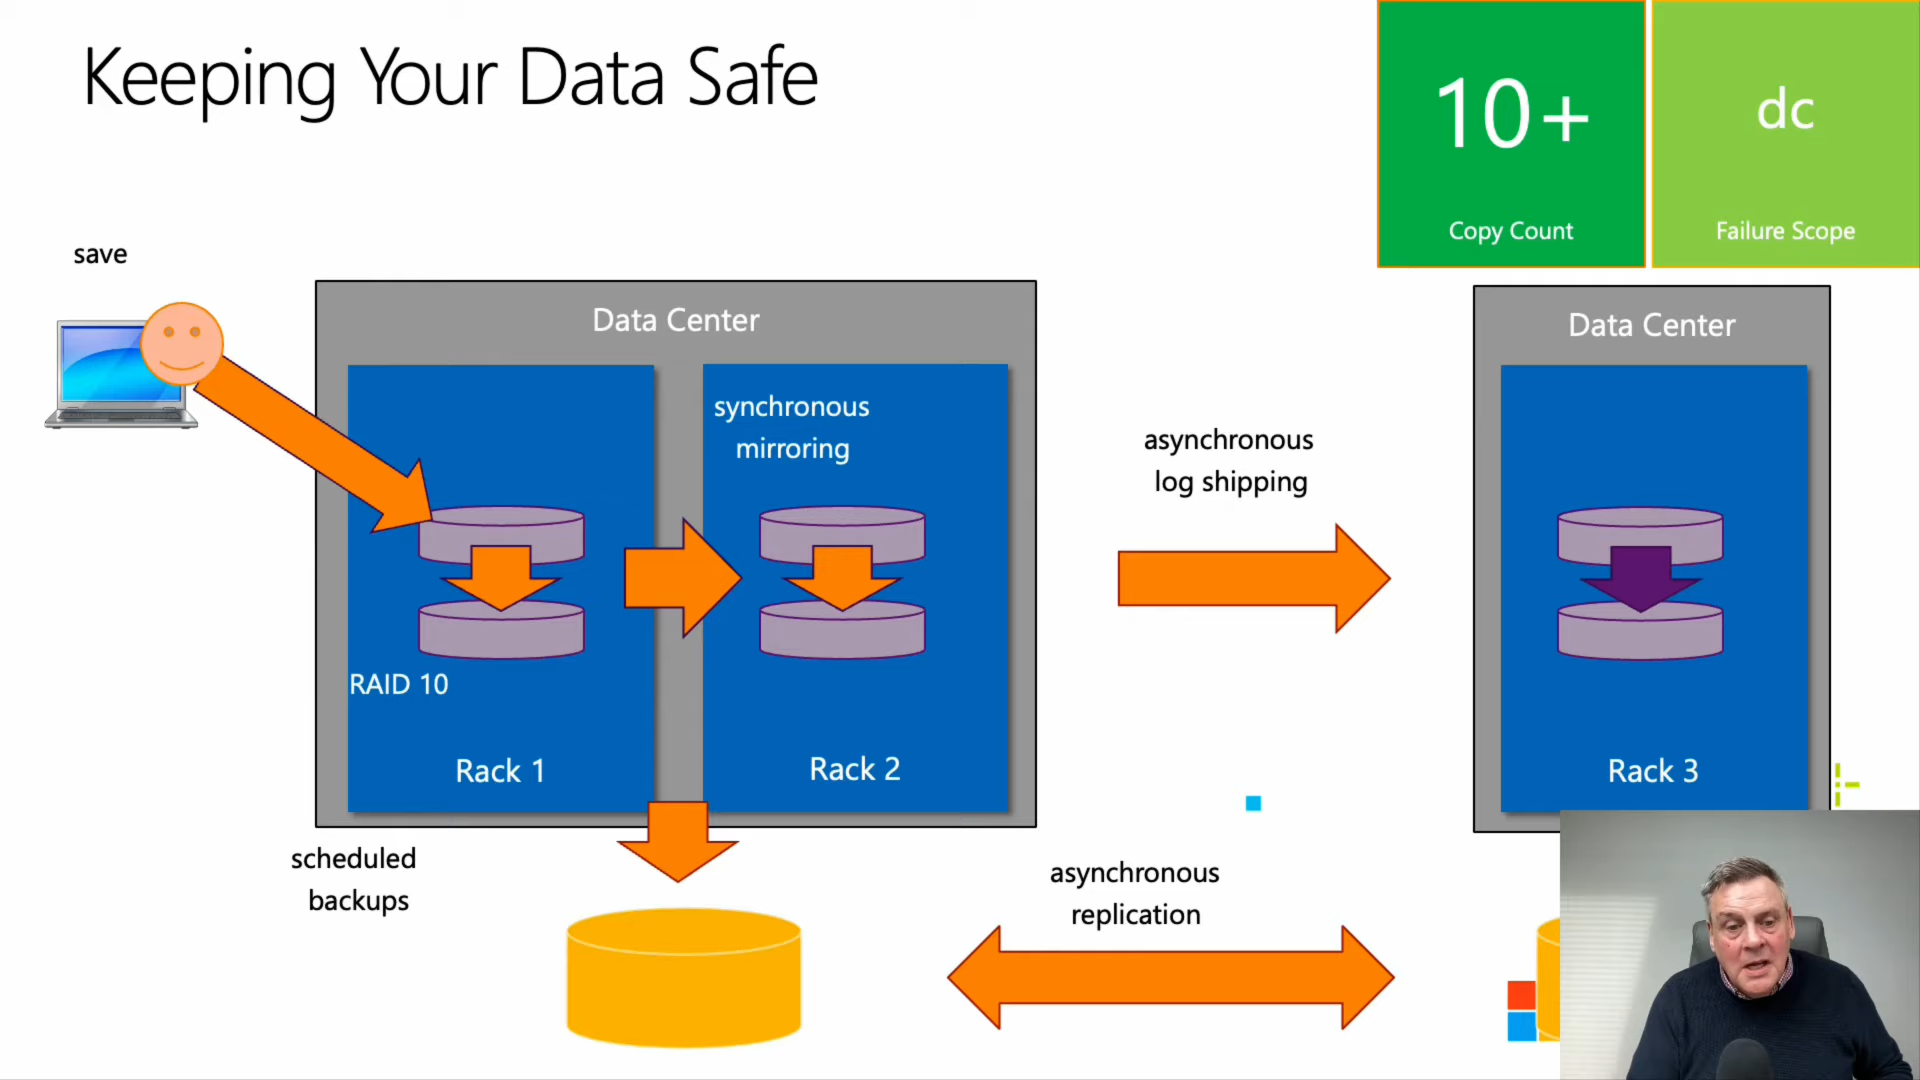 Keeping Your Data Safe
10+
Copy Count
dc
Failure Scope
save
Data Center
synchronous
mirroring
RAID 10
Rack 1
Rack 2
asynchronous
log shipping
Data Center
Rack 3
scheduled
backups
asynchronous
replication